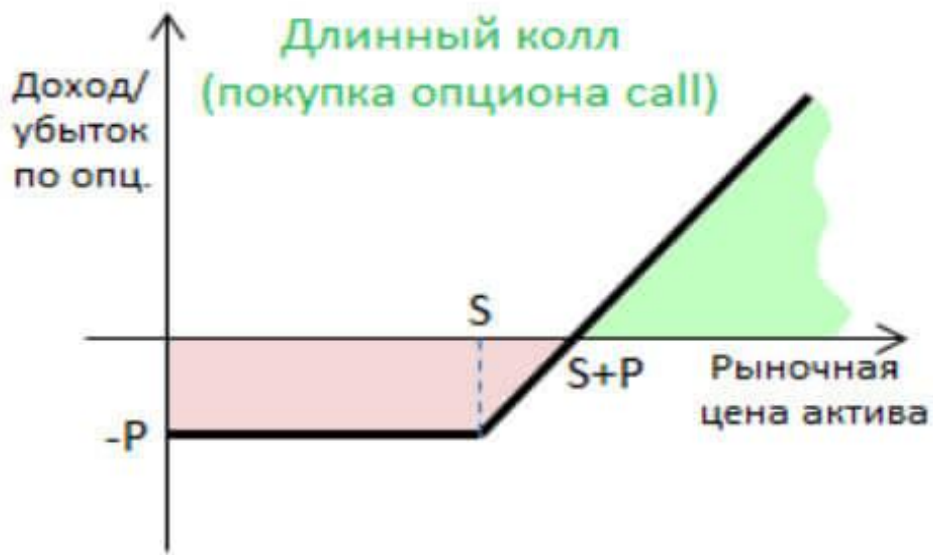 Длинный колл
(покупка опциона call)
Доход/
убыток
по опц.
S
S+P
Рыночная
цена актива
-P